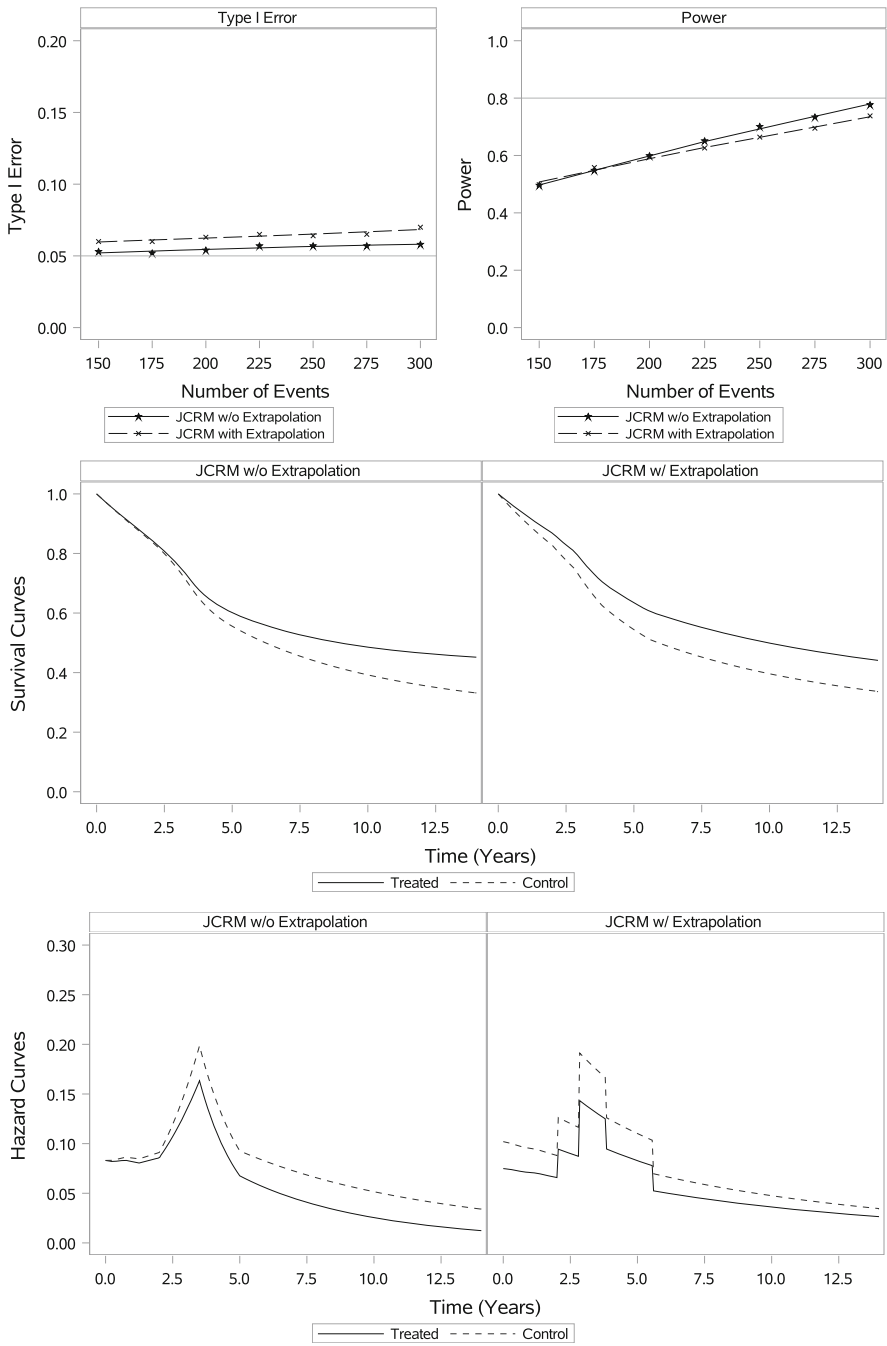 Type I Error
Power
0.20
0.15
0.10
0.05
0.00
Type I Error
150 175 200 225 250 275 300
Number of Events
JCRM w/o Extrapolation
JCRM with Extrapolation
1.0
0.8
0.6
0.4
0.2
0.0
Power
150 175 200 225 250 275 300
Number of Events
JCRM w/o Extrapolation
JCRM with Extrapolation
JCRM w/o Extrapolation
JCRM w/ Extrapolation
1.0
0.8
0.6
0.4
0.2
0.0
Survival Curves
0.0 2.5 5.0 7.5 10.0 12.5
0.0 2.5 5.0 7.5 10.0 12.5
Time (Years)
Treated Control
JCRM w/o Extrapolation
JCRM w/ Extrapolation
0.30
0.25
0.20
0.15
0.10
0.05
0.00
Hazard Curves
0.0 2.5 5.0 7.5 10.0 12.5
0.0 2.5 5.0 7.5 10.0 12.5
Time (Years)
Treated Control